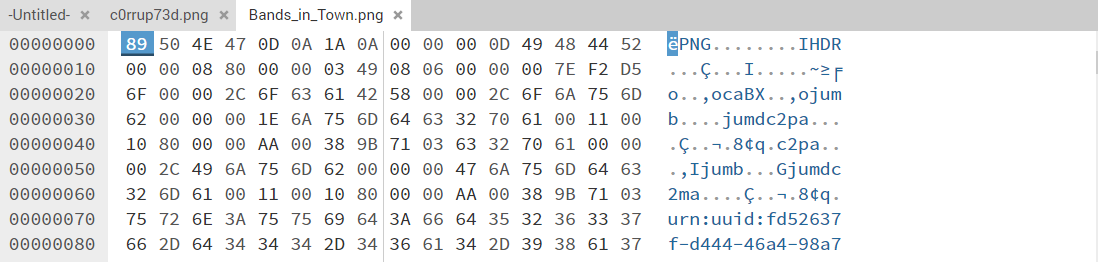 -Untitled- × c0rrup73d.png × Bands_in_Town.png ×
00000000 89 50 4E 47 0D 0A 1A 0A 00 00 00 0D 49 48 44 52 ëPNG........IHDR
00000010 00 00 08 80 00 00 03 49 08 06 00 00 00 7E F2 D5 ...Ç...I.....~≥╒
00000020 6F 00 00 2C 6F 63 61 42 58 00 00 2C 6F 6A 75 6D o..,ocaBX..,ojum
00000030 62 00 00 00 1E 6A 75 6D 64 63 32 70 61 00 11 00 b....jumdc2pa...
00000040 10 80 00 00 AA 00 38 9B 71 03 63 32 70 61 00 00 .Ç..¬.8¢q.c2pa..
00000050 00 2C 49 6A 75 6D 62 00 00 00 47 6A 75 6D 64 63 .,Ijumb...Gjumdc
00000060 32 6D 61 00 11 00 10 80 00 00 AA 00 38 9B 71 03 2ma....Ç..¬.8¢q.
00000070 75 72 6E 3A 75 75 69 64 3A 66 64 35 32 36 33 37 urn:uuid:fd52637
00000080 66 2D 64 34 34 34 2D 34 36 61 34 2D 39 38 61 37 f-d444-46a4-98a7